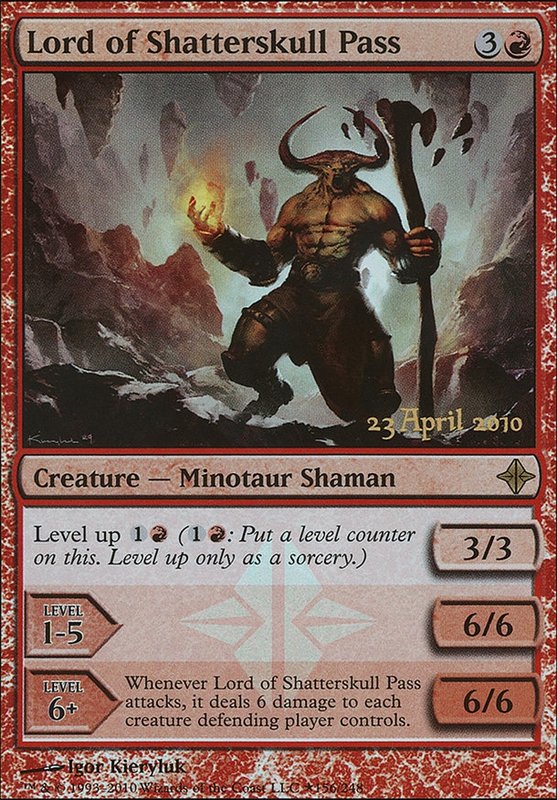 Lord of Shatterskull Pass 3
23 April 2010
Creature — Minotaur Shaman
Level up 1 (1: Put a level counter
on this. Level up only as a sorcery.)
3/3
LEVEL
1-5
6/6
LEVEL
6+
Whenever Lord of Shatterskull Pass
attacks, it deals 6 damage to each
creature defending player controls.
6/6
Igor Kieryluk
™ & © 1993–2010 Wizards of the Coast LLC ★156/248